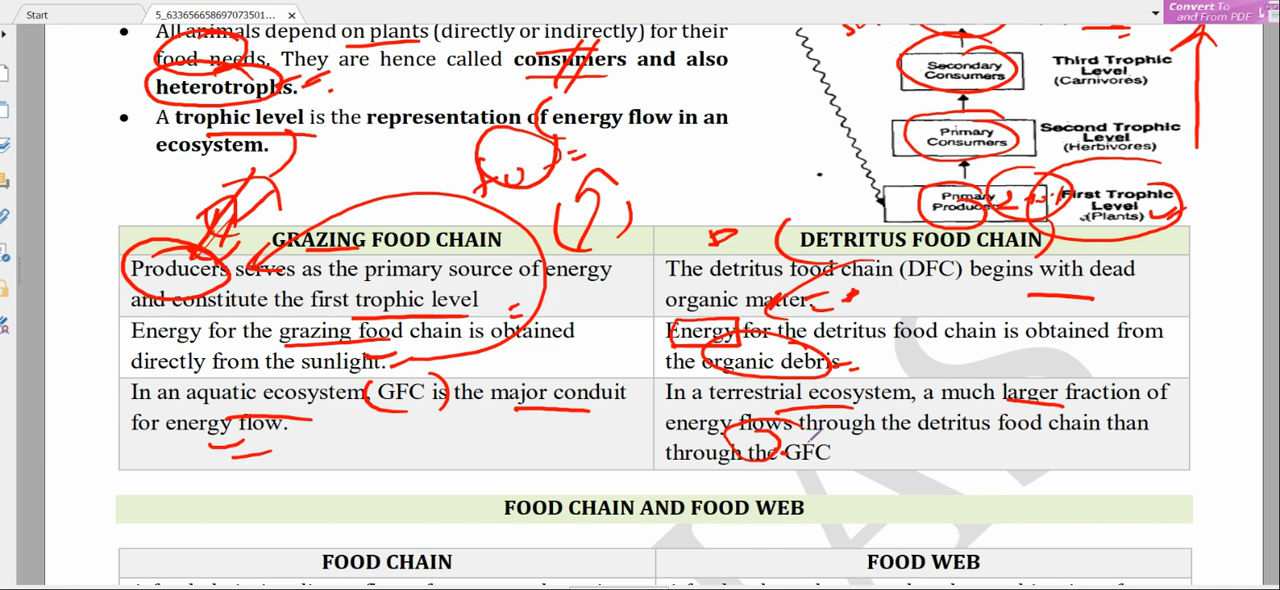 Start
5_633656658697073501...
Convert To
and From PDF
All animals depend on plants (directly or indirectly) for their
food needs. They are hence called consumers and also
heterotrophs.
A trophic level is the representation of energy flow in an
ecosystem.
Secondary
Consumers
Third Trophic
Level
(Carnivores)
Primary
Consumers
Second Trophic
Level
(Herbivores)
Primary
First Trophic
Level
(Plants)
GRAZING FOOD CHAIN
DETRITUS FOOD CHAIN
Producers serves as the primary source of energy
and constitute the first trophic level
The detritus food chain (DFC) begins with dead
organic matter.
Energy for the grazing food chain is obtained
directly from the sunlight.
Energy for the detritus food chain is obtained from
the organic debris
In an aquatic ecosystem, GFC is the major conduit
for energy flow.
In a terrestrial ecosystem, a much larger fraction of
energy flows through the detritus food chain than
through the GFC
FOOD CHAIN AND FOOD WEB
FOOD CHAIN
FOOD WEB